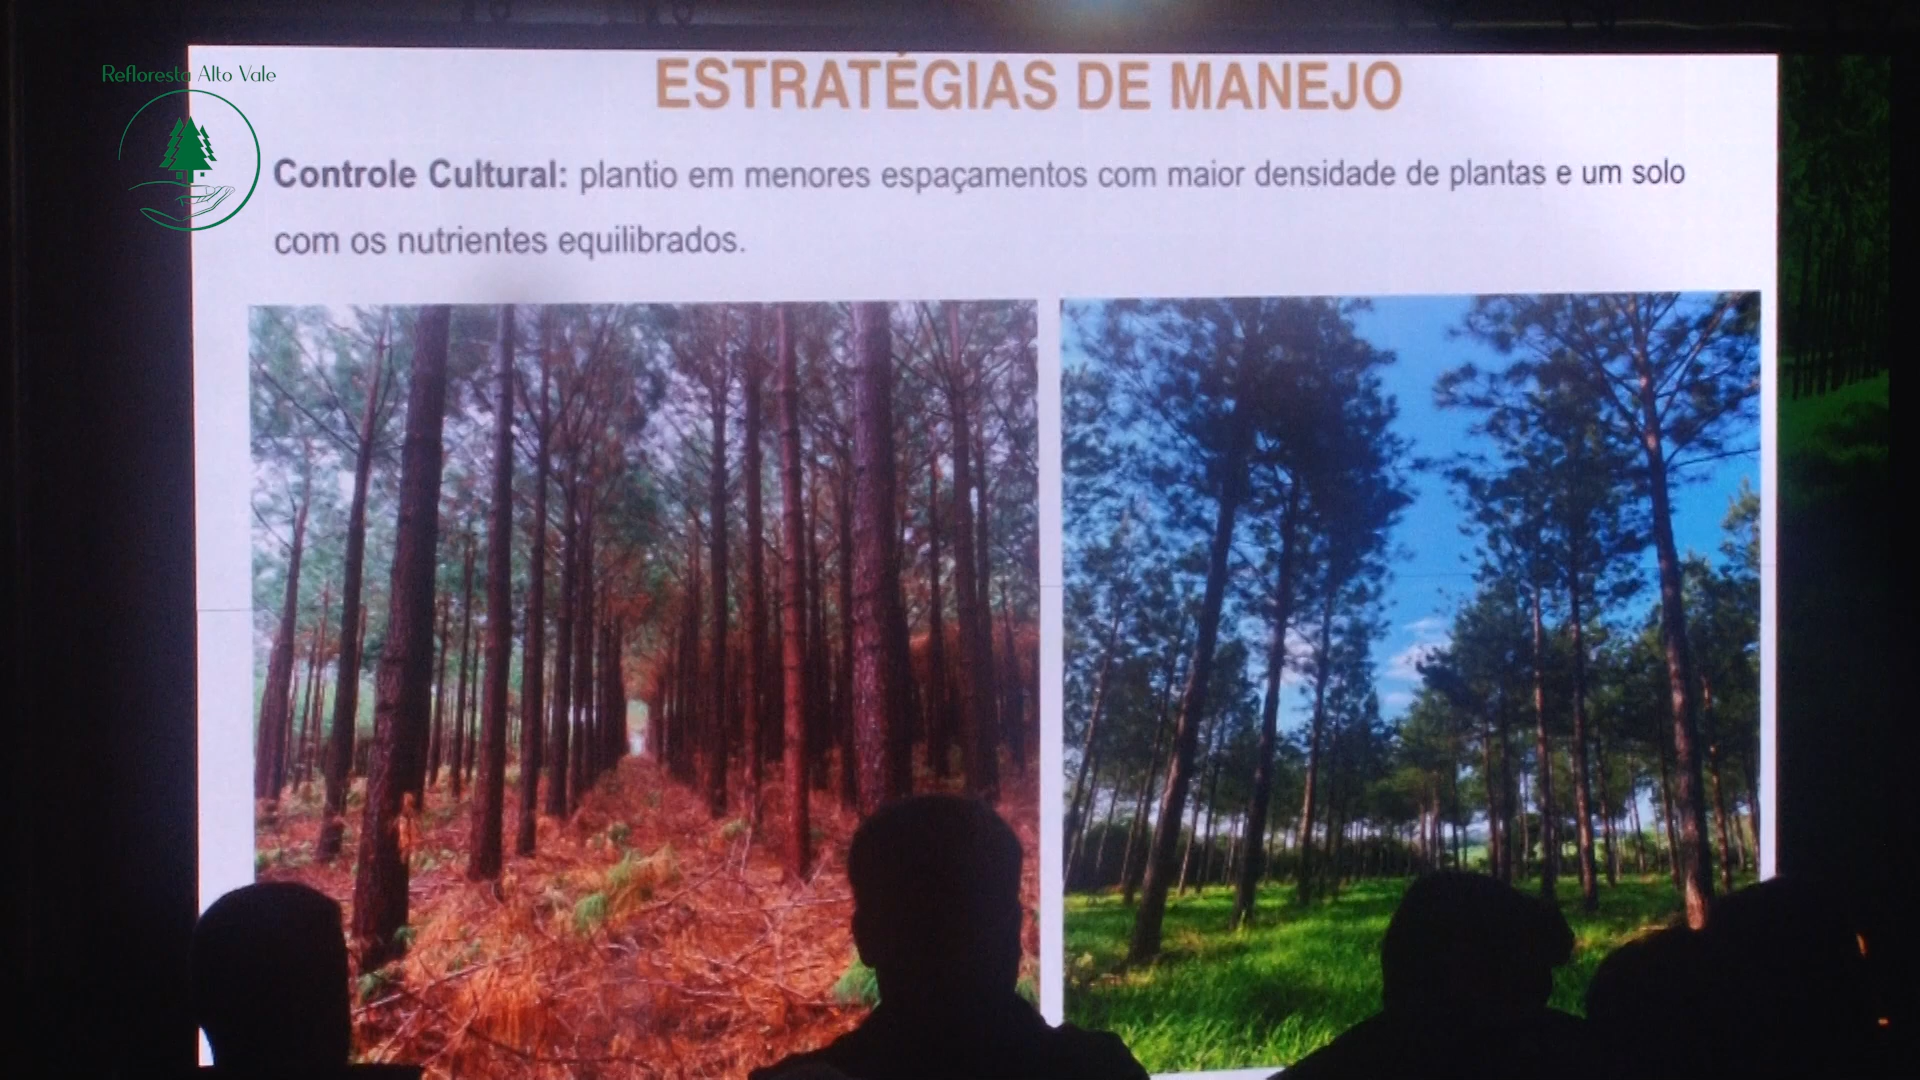 Refloresta Alto Vale
ESTRATÉGIAS DE MANEJO
Controle Cultural: plantio em menores espaçamentos com maior densidade de plantas e um solo
com os nutrientes equilibrados.